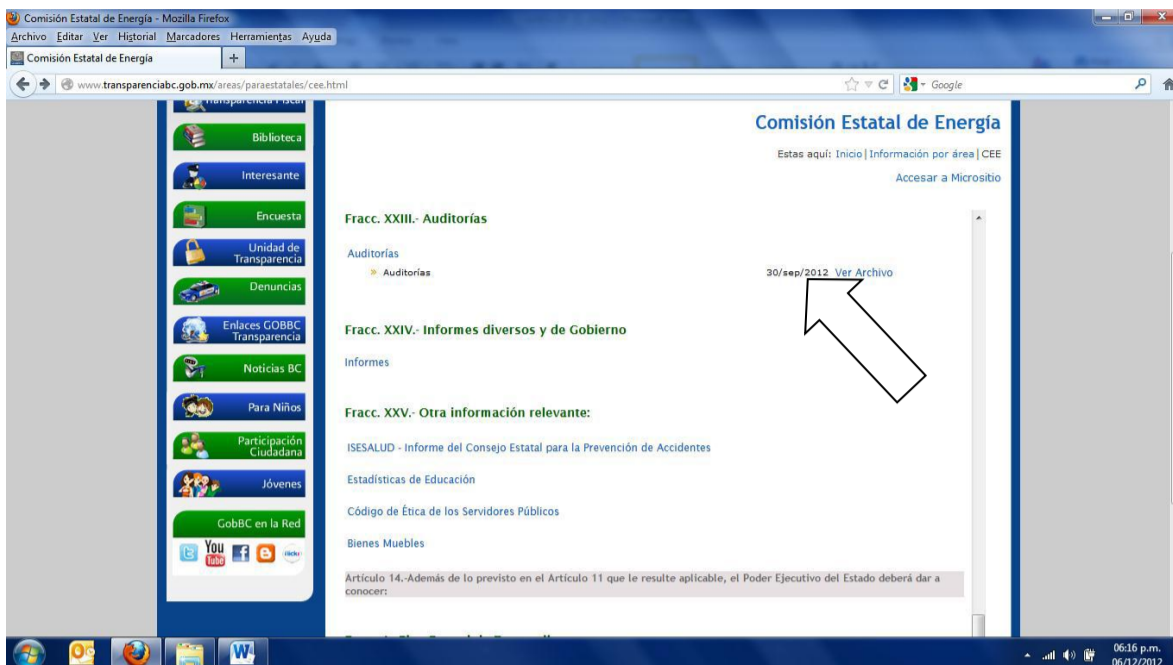 Comisión Estatal de Energía - Mozilla Firefox
Archivo Editar Ver Historial Marcadores Herramientas Ayuda
Comisión Estatal de Energía +
www.transparenciabc.gob.mx/areas/paraestatales/cee.html
Google
Transparencia Fiscal
Biblioteca
Interesante
Encuesta
Unidad de
Transparencia
Denuncias
Enlaces GOBBC
Transparencia
Noticias BC
Para Niños
Participación
Ciudadana
Jóvenes
GobBC en la Red
You
Tube
flickr
Comisión Estatal de Energía
Estas aquí: Inicio | Información por área | CEE
Accesar a Micrositio
Fracc. XXIII.- Auditorías
Auditorías
» Auditorías 30/sep/2012 Ver Archivo
Fracc. XXIV.- Informes diversos y de Gobierno
Informes
Fracc. XXV.- Otra información relevante:
ISESALUD - Informe del Consejo Estatal para la Prevención de Accidentes
Estadísticas de Educación
Código de Ética de los Servidores Públicos
Bienes Muebles
Artículo 14.-Además de lo previsto en el Artículo 11 que le resulte aplicable, el Poder Ejecutivo del Estado deberá dar a
conocer:
06:16 p.m.
06/12/2012